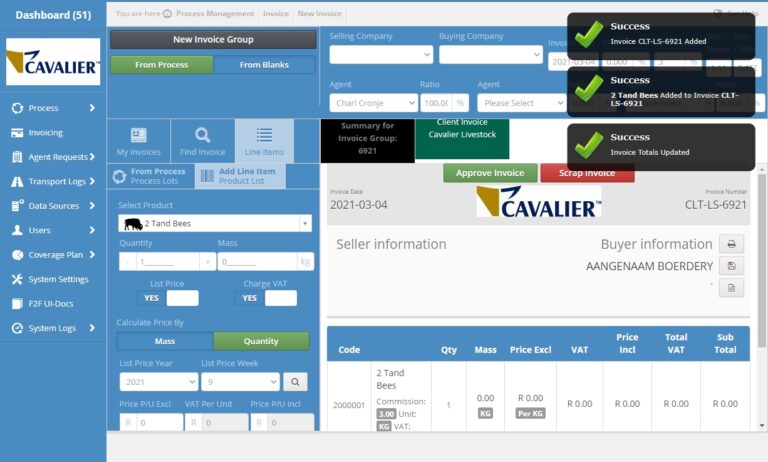 Dashboard (51)
You are here
Process Management
Invoice
New Invoice
Get Help
CAVALIER™
Process
Invoicing
Agent Requests
Transport Logs
Data Sources
Users
Coverage Plan
System Settings
F2F UI-Docs
System Logs
New Invoice Group
From Process
From Blanks
Selling Company
Buying Company
2021-03-04
0.000 %
3
Agent
Ratio
Agent
Charl Cronje
100.00 %
Please Select
Success
Invoice CLT-LS-6921 Added
Success
2 Tand Bees Added to Invoice CLT-
LS-6921
Success
Invoice Totals Updated
My Invoices
Find Invoice
Line Items
Summary for
Invoice Group:
6921
Client Invoice
Cavalier Livestock
From Process
Process Lots
Add Line Item
Product List
Select Product
2 Tand Bees
Quantity
Mass
- 1_______ +
0________ kg
List Price
Charge VAT
YES
YES
Calculate Price By
Mass
Quantity
List Price Year
List Price Week
2021
9
Price P/U Excl
VAT Per Unit
Price P/U Incl
R 0
R 0
R 0
Approve Invoice
Scrap Invoice
Invoice Date
2021-03-04
CAVALIER™
Invoice Number
CLT-LS-6921
Seller information
Buyer information
AANGENAAM BOERDERY
,
Code
Qty
Mass
Price Excl
VAT
Price
Incl
Total
VAT
Sub
Total
2000001
2 Tand
Bees
Commission:
3.00 Unit:
KG VAT:
1
0.00
KG
R 0.00
Per KG
R 0.00
R 0.00
R 0.00
R 0.00